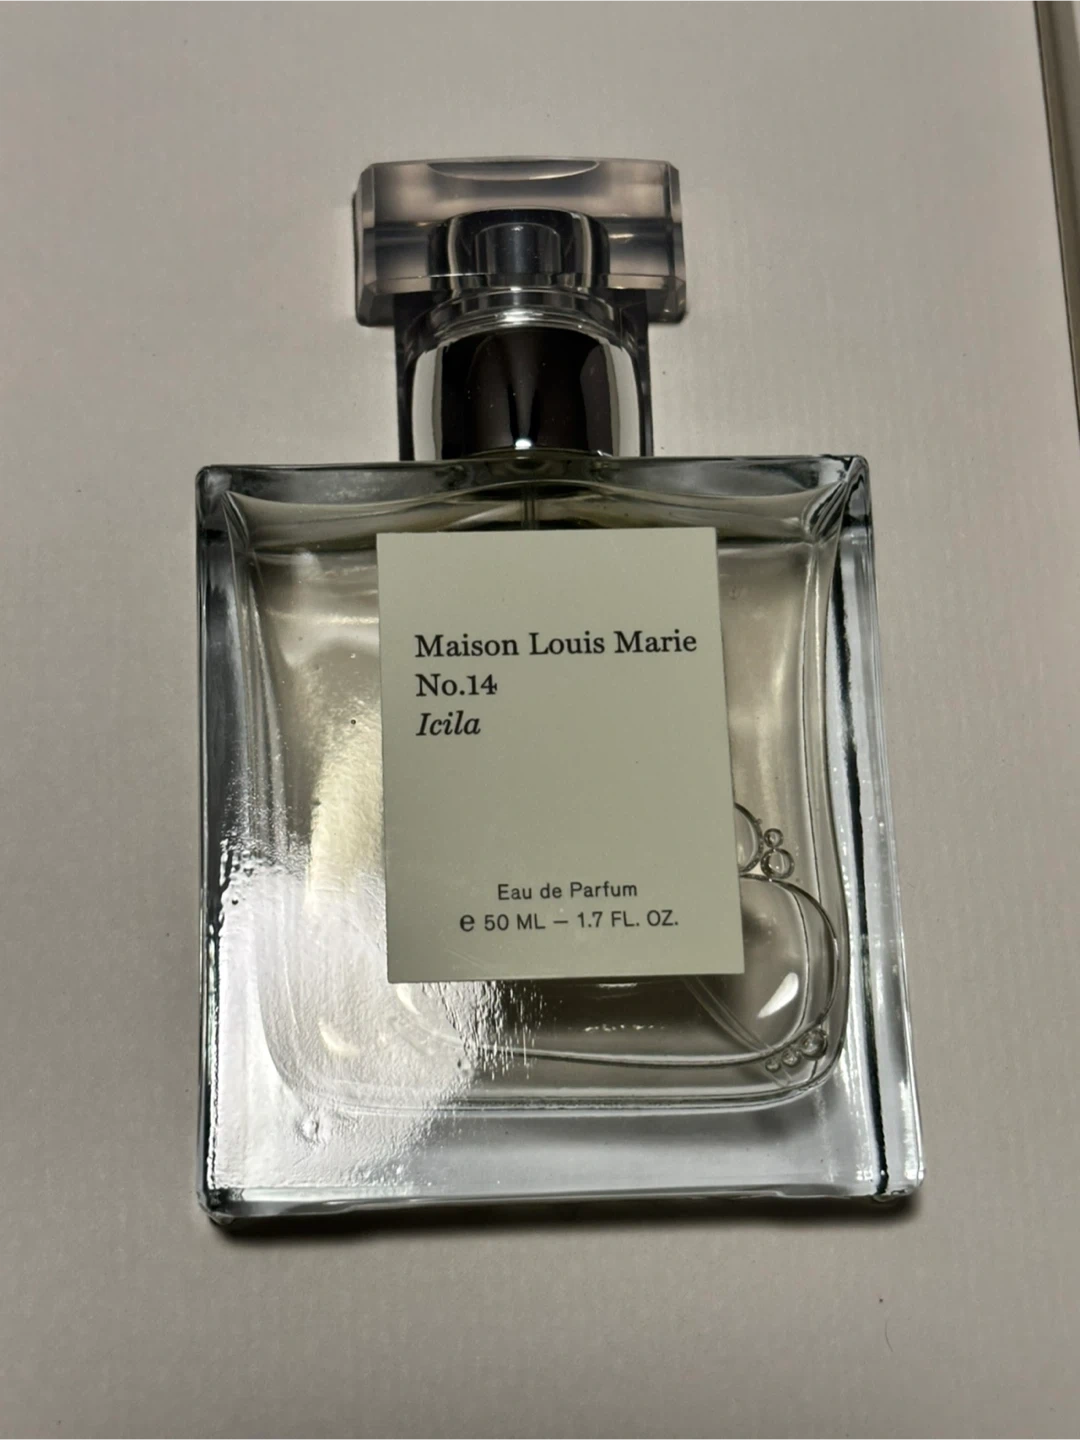 Maison Louis Marie
No.14
Icila
Eau de Parfum
℮ 50 ML — 1.7 FL. OZ.